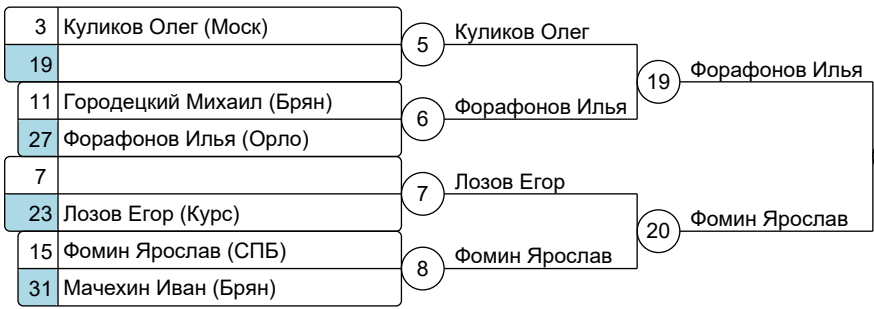 3 Куликов Олег (Моск)
19
5 Куликов Олег
11 Городецкий Михаил (Брян)
27 Форафонов Илья (Орло)
6 Форафонов Илья
19 Форафонов Илья
7
23 Лозов Егор (Курс)
7 Лозов Егор
15 Фомин Ярослав (СПБ)
31 Мачехин Иван (Брян)
8 Фомин Ярослав
20 Фомин Ярослав